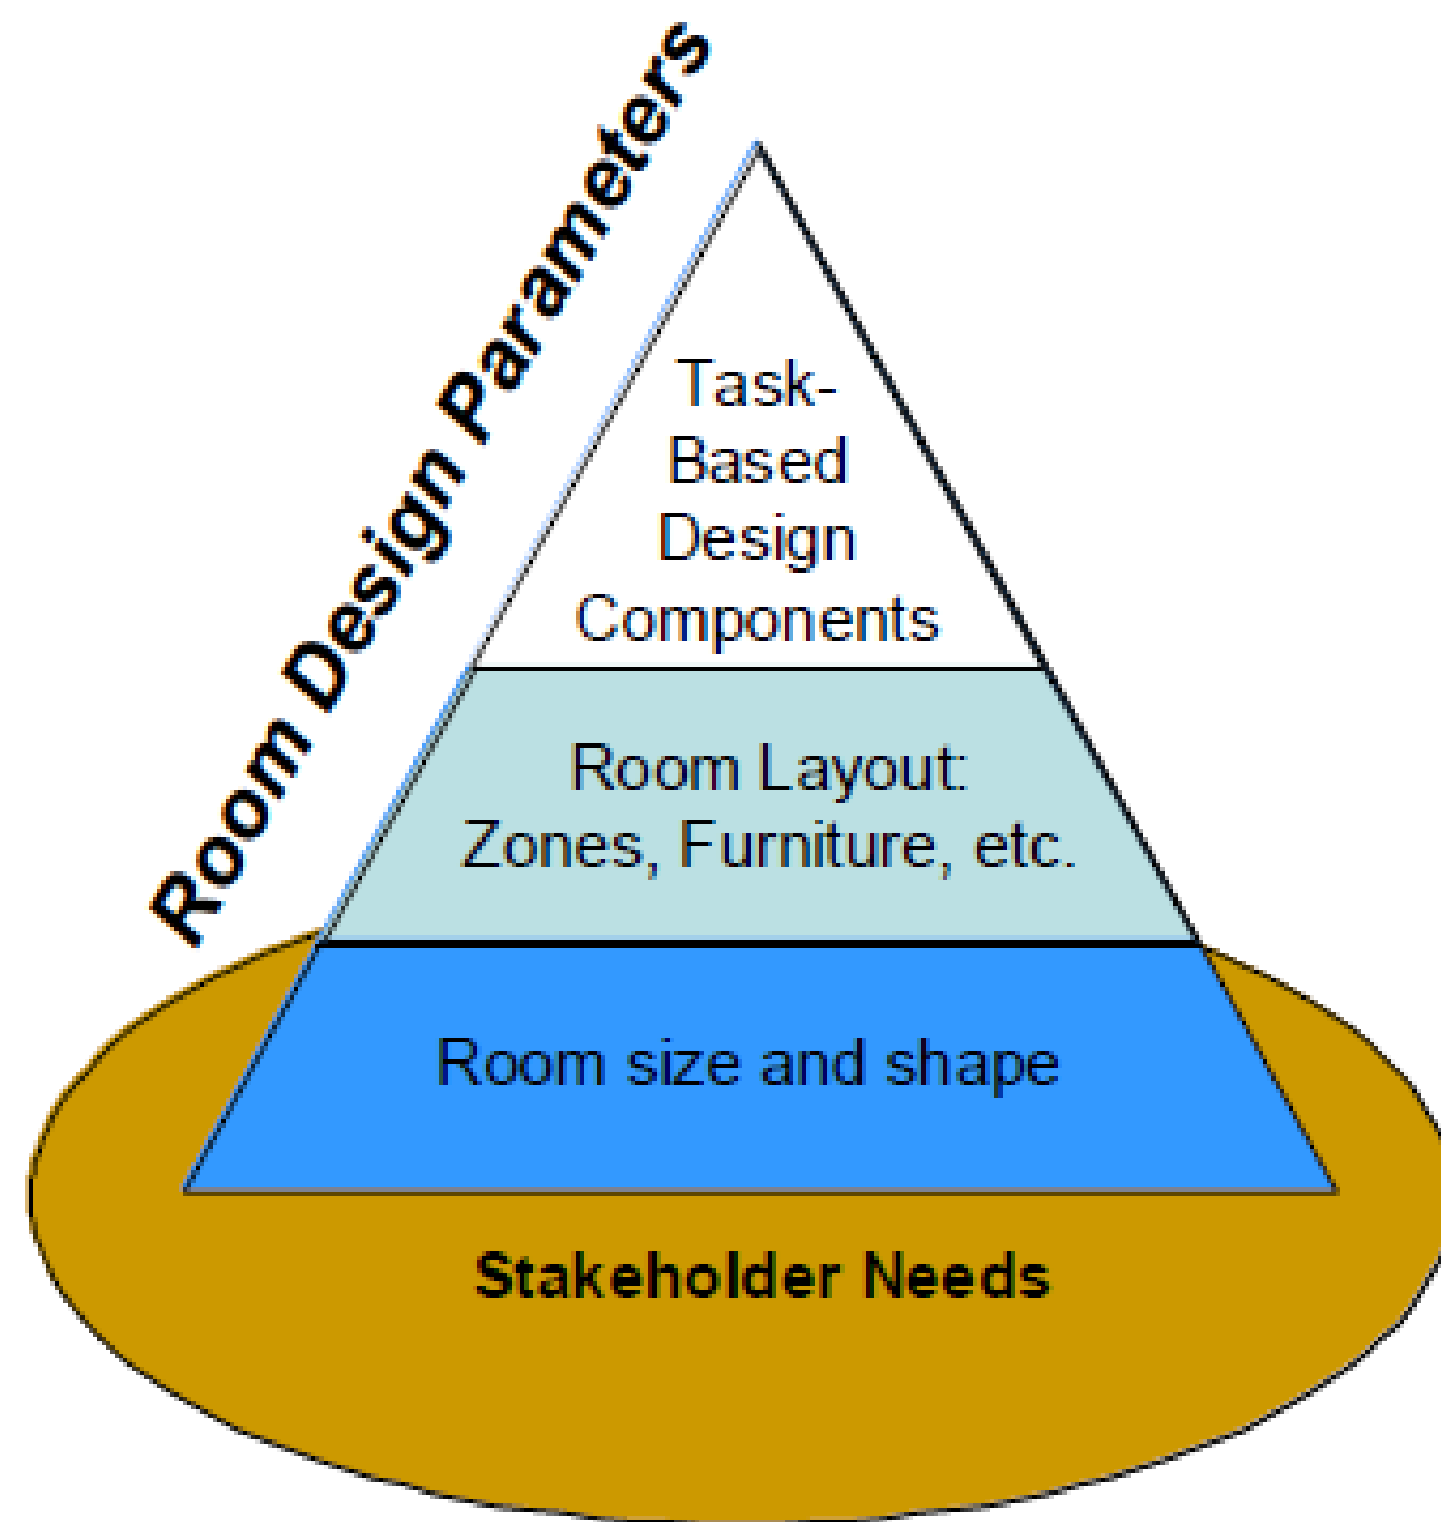 Room Design Parameters
Task-
Based
Design
Components
Room Layout:
Zones, Furniture, etc.
Room size and shape
Stakeholder Needs